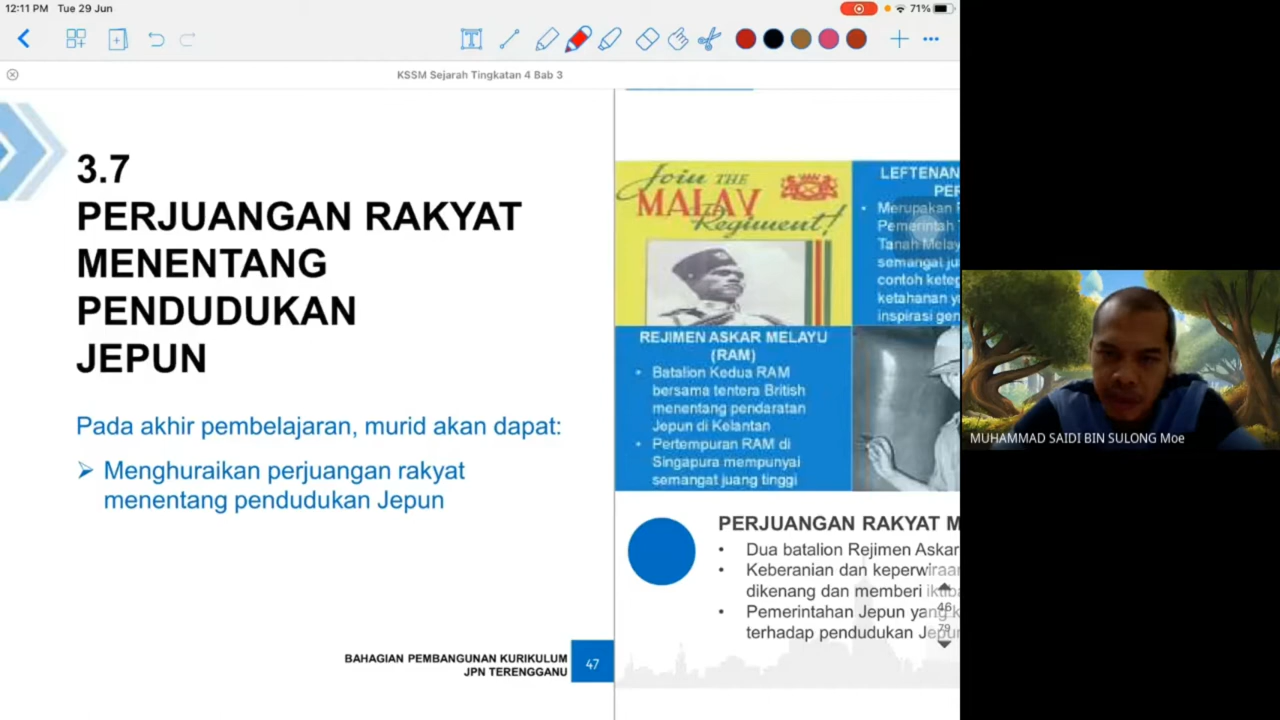 12:11 PM Tue 29 Jun
71%
KSSM Sejarah Tingkatan 4 Bab 3
3.7
PERJUANGAN RAKYAT
MENENTANG
PENDUDUKAN
JEPUN
Pada akhir pembelajaran, murid akan dapat:
Menghuraikan perjuangan rakyat
menentang pendudukan Jepun
BAHAGIAN PEMBANGUNAN KURIKULUM
JPN TERENGGANU
47
Join THE
MALAY
Regiment!
REJIMEN ASKAR MELAYU
(RAM)
• Batalion Kedua RAM
bersama tentera British
menentang pendaratan
Jepun di Kelantan
• Pertempuran RAM di
Singapura mempunyai
semangat juang tinggi
LEFTENAN
PER
• Merupakan
Pemerintah
Tanah Melay
semangat ju
contoh ketep
ketahanan y
inspirasi gen
PERJUANGAN RAKYAT M
• Dua batalion Rejimen Askar
• Keberanian dan keperwiraan
dikenang dan memberi iktiba
• Pemerintahan Jepun yang k
terhadap pendudukan Jepun
46
79
MUHAMMAD SAIDI BIN SULONG Moe